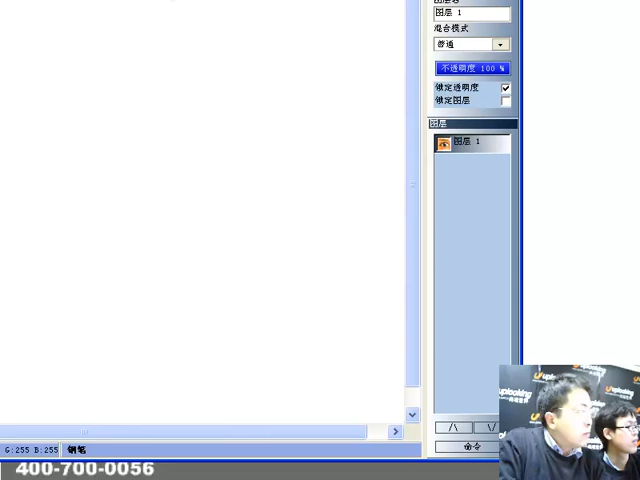 图层名
图层 1
混合模式
普通
不透明度 100 %
锁定透明度
锁定图层
图层
图层 1
/\ \/
命令
G:255 B:255 钢笔
400-700-0056
uplooking
uplooking